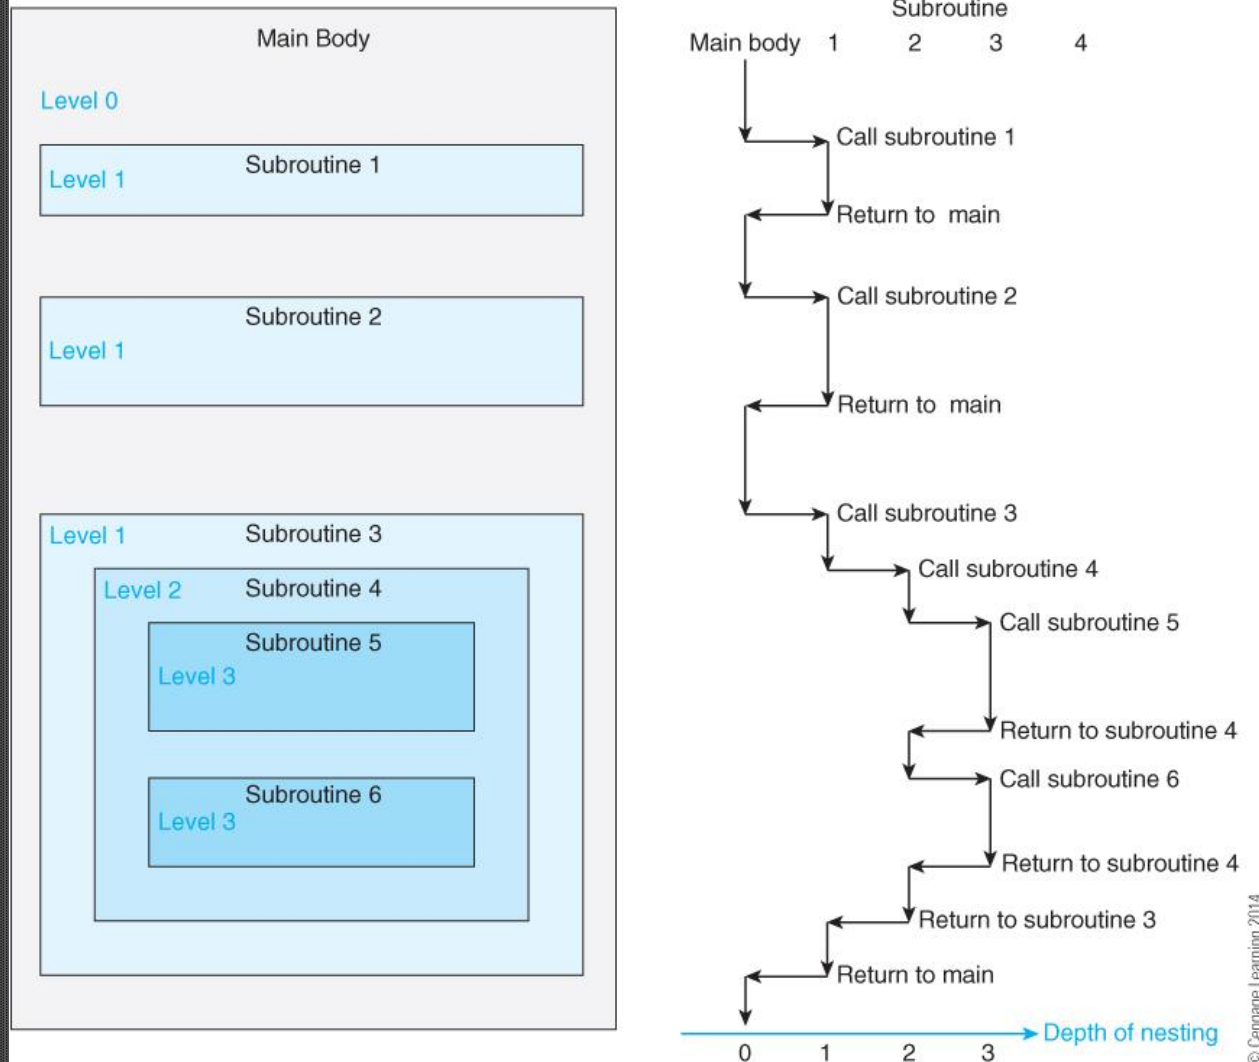 Main Body
Level 0
Subroutine 1
Level 1
Subroutine 2
Level 1
Level 1
Subroutine 3
Level 2
Subroutine 4
Subroutine 5
Level 3
Subroutine 6
Level 3
Subroutine
Main body 1 2 3 4
Call subroutine 1
Return to main
Call subroutine 2
Return to main
Call subroutine 3
Call subroutine 4
Call subroutine 5
Return to subroutine 4
Call subroutine 6
Return to subroutine 4
Return to subroutine 3
Return to main
Depth of nesting
0 1 2 3
© Cengage Learning 2014